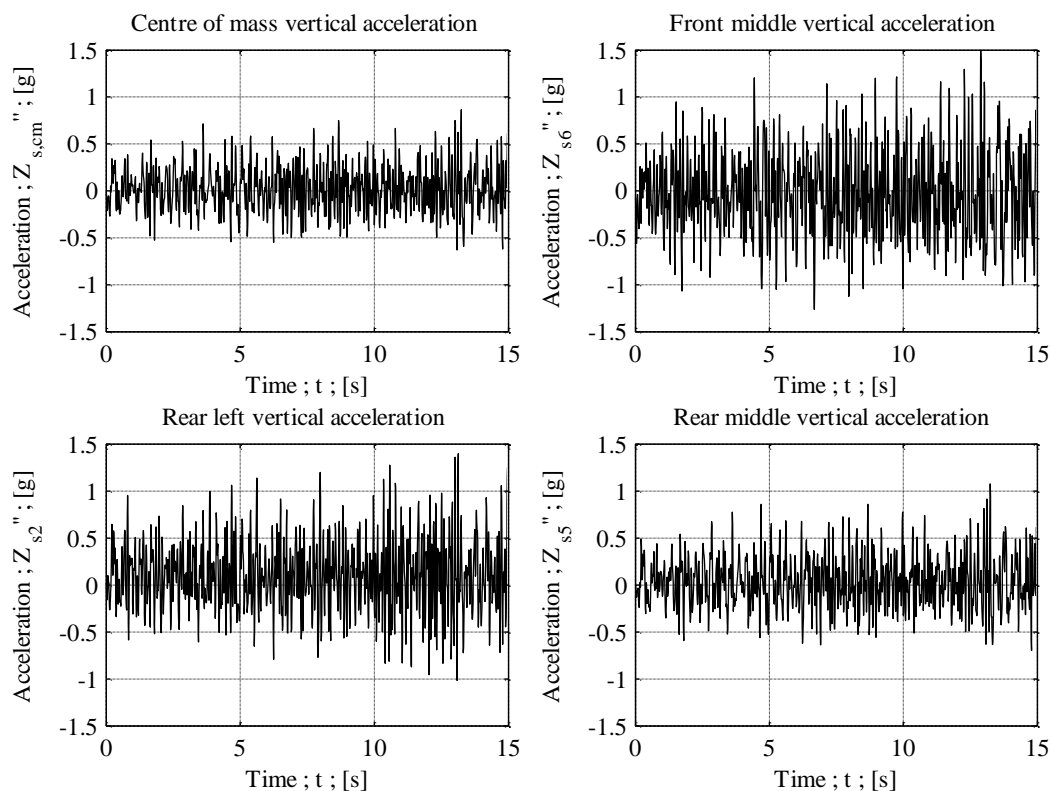 Centre of mass vertical acceleration
Acceleration ; Z s,cm '' ; [g]
1.5
1
0.5
0
-0.5
-1
-1.5
0 5 10 15
Time ; t ; [s]
Front middle vertical acceleration
Acceleration ; Z s6 '' ; [g]
1.5
1
0.5
0
-0.5
-1
-1.5
0 5 10 15
Time ; t ; [s]
Rear left vertical acceleration
Acceleration ; Z s2 '' ; [g]
1.5
1
0.5
0
-0.5
-1
-1.5
0 5 10 15
Time ; t ; [s]
Rear middle vertical acceleration
Acceleration ; Z s5 '' ; [g]
1.5
1
0.5
0
-0.5
-1
-1.5
0 5 10 15
Time ; t ; [s]